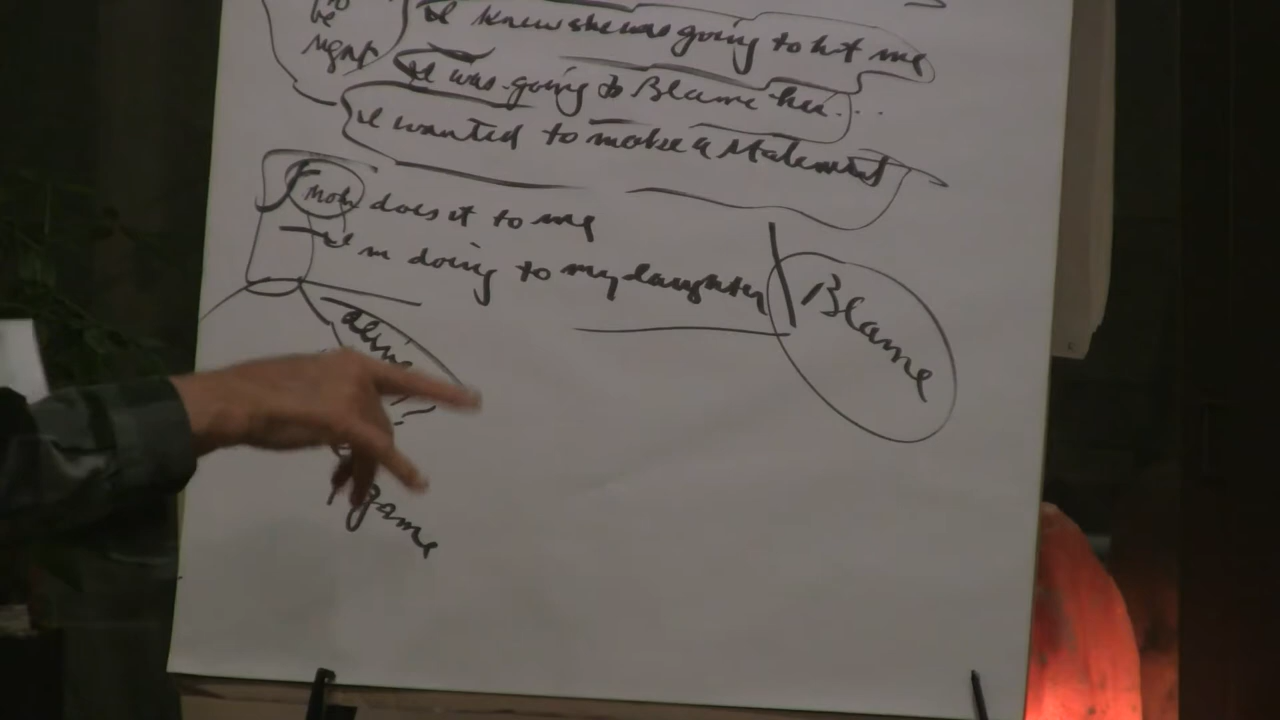 to
be
right
I knew she was going to hit me
I was going to Blame her...
I wanted to make a Statement
Mom does it to me
I'm doing to my daughter
Blame
game